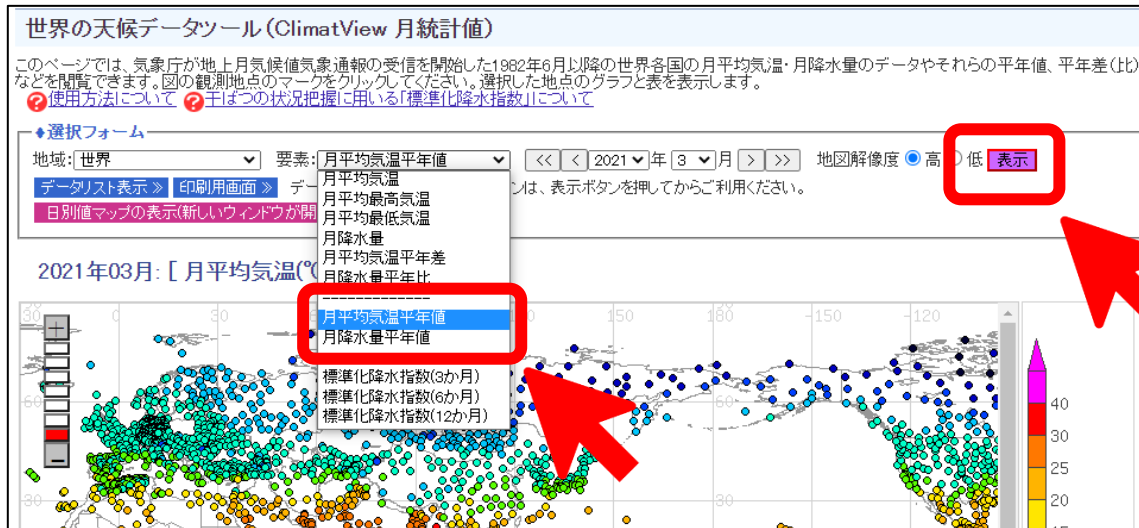 世界の天候データツール(ClimatView 月統計値)
このページでは、気象庁が地上月気候値気象通報の受信を開始した1982年6月以降の世界各国の月平均気温・月降水量のデータやそれらの平年値、平年差(比)
などを閲覧できます。図の観測地点のマークをクリックしてください。選択した地点のグラフと表を表示します。
使用方法について 干ばつの状況把握に用いる「標準化降水指数」について
♦選択フォーム
地域: 世界 要素: 月平均気温平年値 << < 2021 年 3 月 > >> 地図解像度 高 低 表示
データリスト表示 » 印刷用画面 » デー
ンは、表示ボタンを押してからご利用ください。
日別値マップの表示(新しいウィンドウが開
月平均気温
月平均最高気温
月平均最低気温
月降水量
月平均気温平年差
月降水量平年比
-------------
月平均気温平年値
月降水量平年値
標準化降水指数(3か月)
標準化降水指数(6か月)
標準化降水指数(12か月)
2021年03月: [ 月平均気温(℃
30 0 30 150 180 -150 -120
60 60
30 30
40
30
25
20